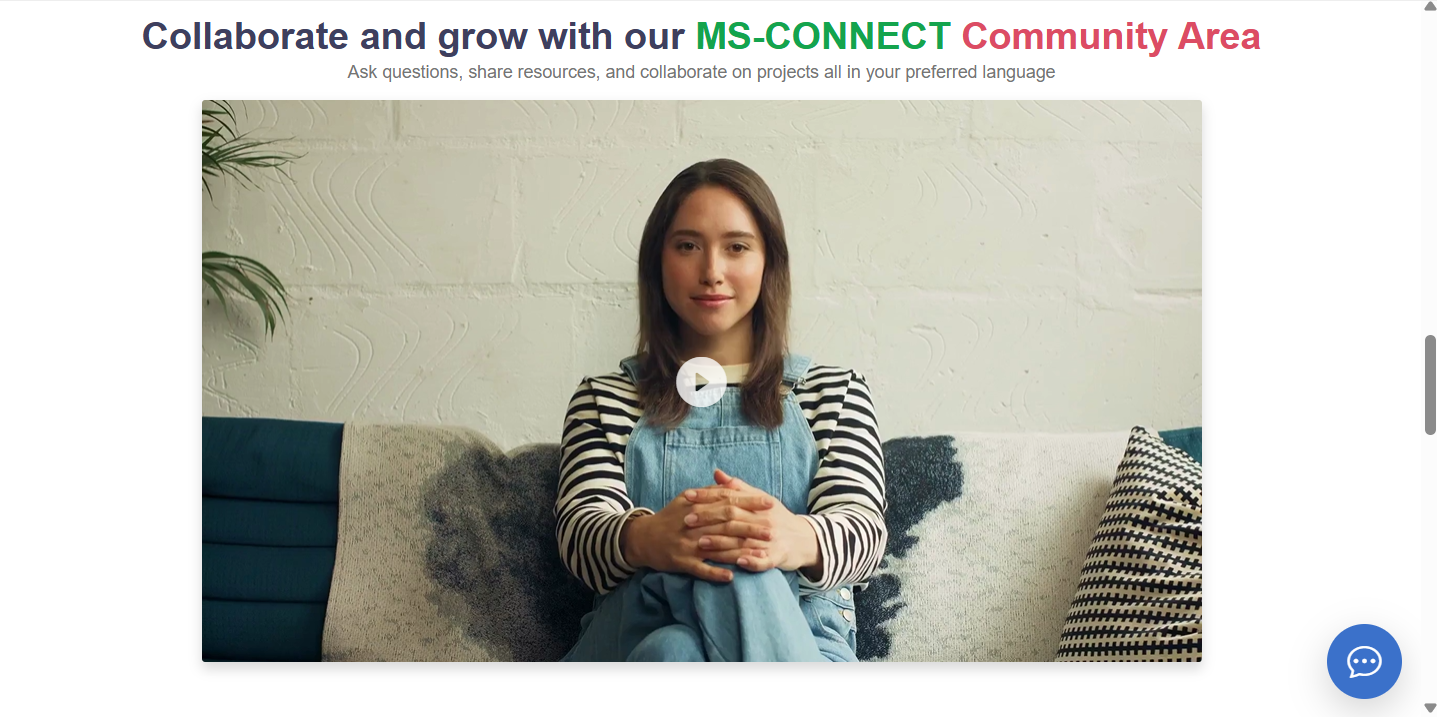 Collaborate and grow with our MS-CONNECT Community Area
Ask questions, share resources, and collaborate on projects all in your preferred language